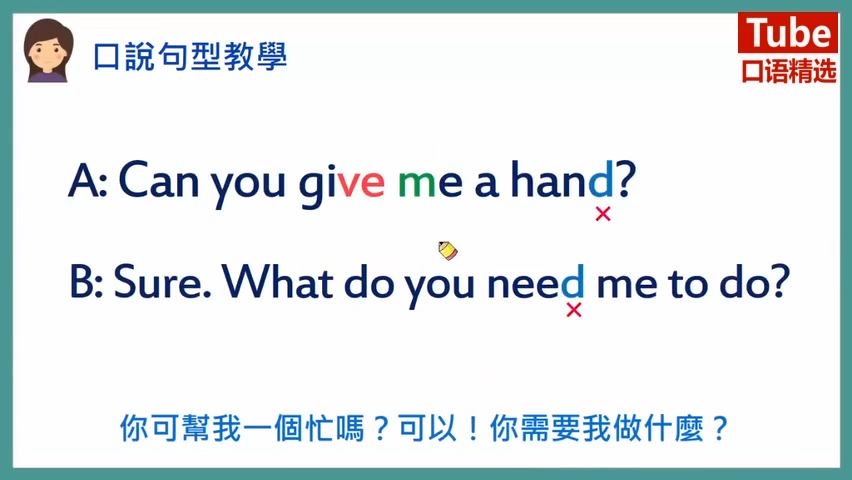 口說句型教學
Tube
口语精选
A: Can you give me a hand?
×
B: Sure. What do you need me to do?
×
你可幫我一個忙嗎？可以！你需要我做什麼？